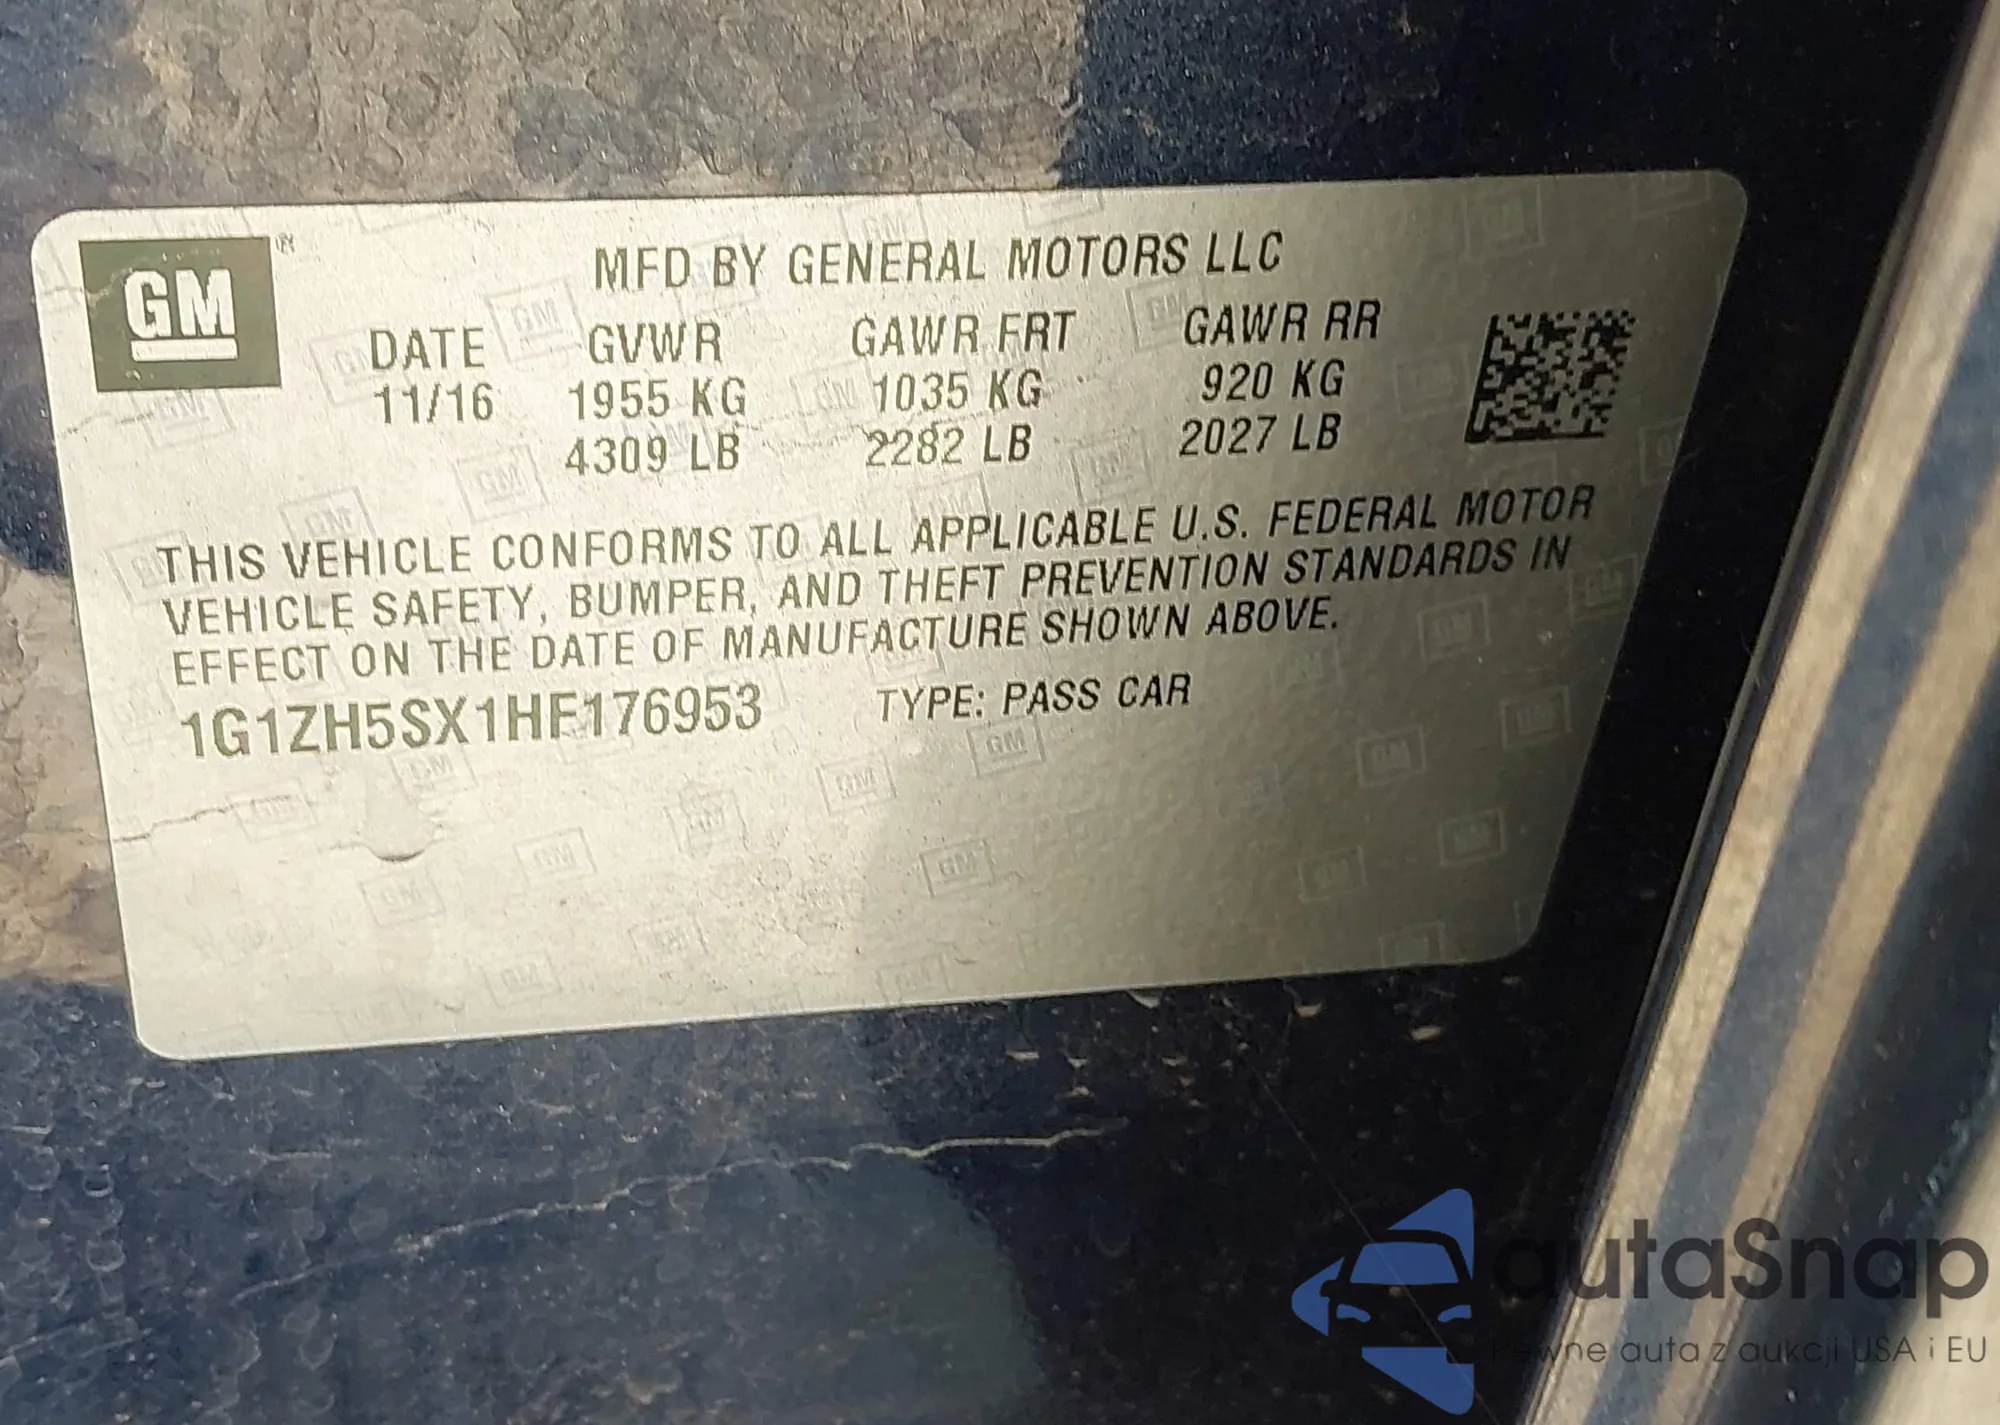 GM
MFD BY GENERAL MOTORS LLC
DATE GVWR GAWR FRT GAWR RR
11/16 1955 KG 1035 KG 920 KG
4309 LB 2282 LB 2027 LB
THIS VEHICLE CONFORMS TO ALL APPLICABLE U.S. FEDERAL MOTOR
VEHICLE SAFETY, BUMPER, AND THEFT PREVENTION STANDARDS IN
EFFECT ON THE DATE OF MANUFACTURE SHOWN ABOVE.
1G1ZH5SX1HF176953 TYPE: PASS CAR
autaSnap
Pewne auta z aukcji USA i EU